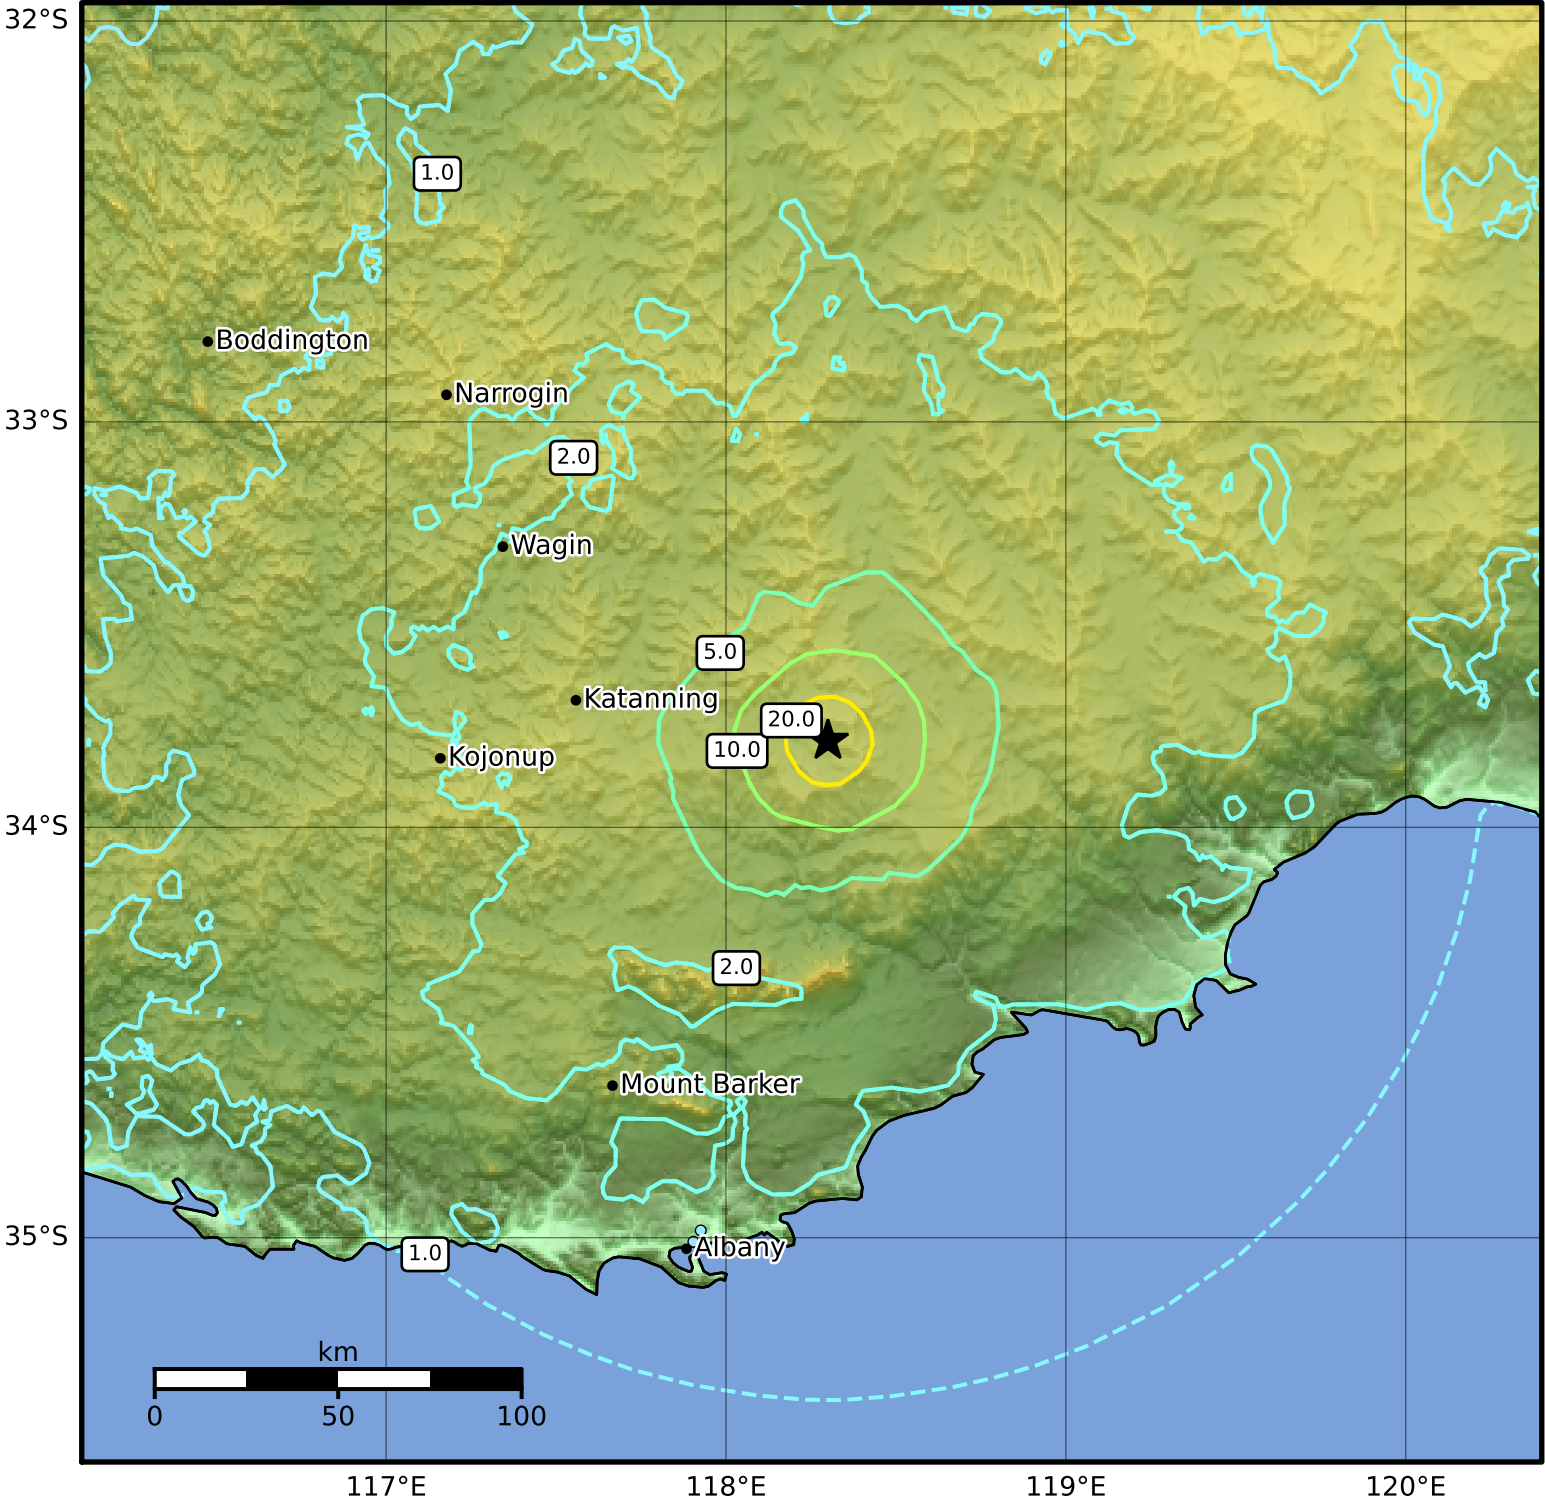 32°S
1.0
Boddington
Narrogin
33°S
2.0
Wagin
5.0
Katanning
20.0
10.0
Kojonup
34°S
2.0
Mount Barker
35°S
1.0
Albany
km
0 50 100
117°E 118°E 119°E 120°E